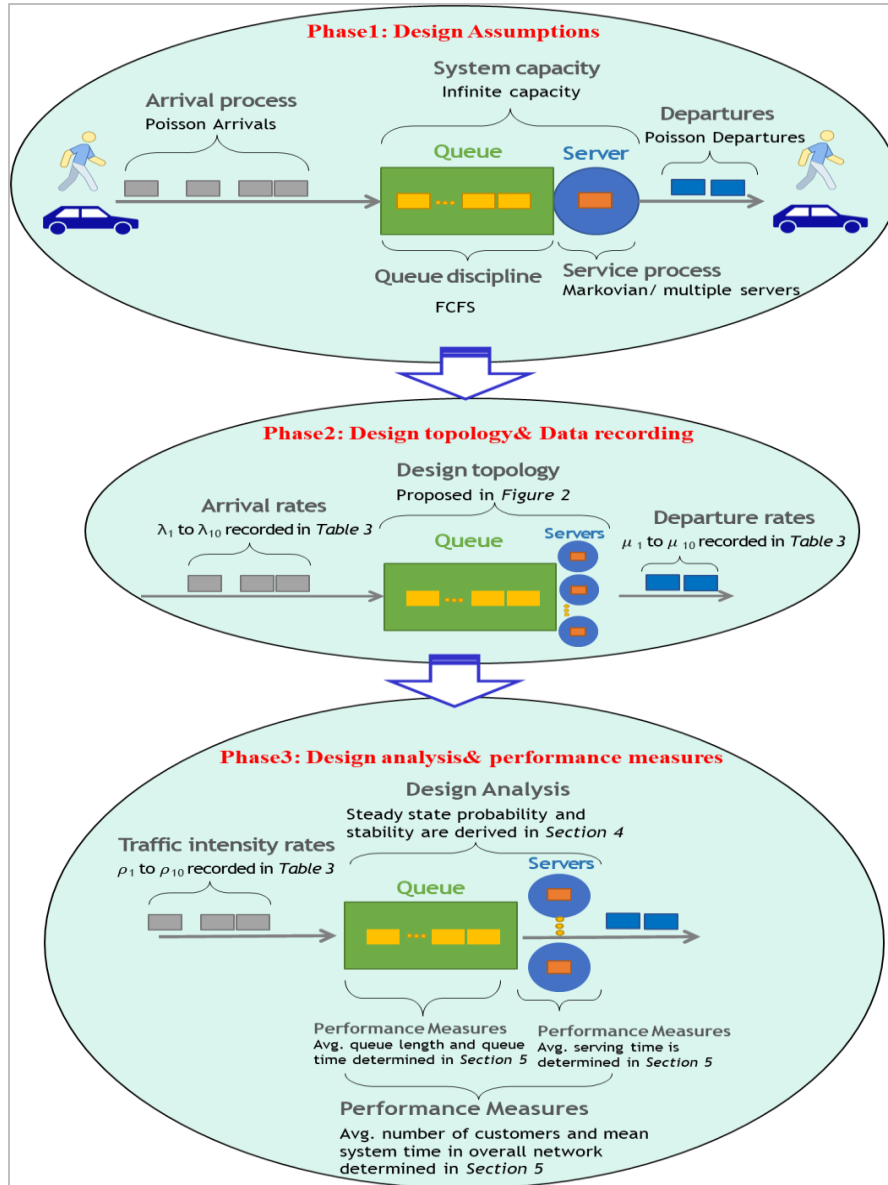 Phase1: Design Assumptions
System capacity
Infinite capacity
Arrival process
Poisson Arrivals
Departures
Poisson Departures
Queue
Server
Queue discipline
FCFS
Service process
Markovian/ multiple servers
Phase2: Design topology& Data recording
Design topology
Proposed in Figure 2
Arrival rates
λ1 to λ10 recorded in Table 3
Departure rates
μ 1 to μ 10 recorded in Table 3
Queue
Servers
Phase3: Design analysis& performance measures
Design Analysis
Steady state probability and
stability are derived in Section 4
Traffic intensity rates
ρ1 to ρ10 recorded in Table 3
Queue
Servers
Performance Measures
Avg. queue length and queue
time determined in Section 5
Performance Measures
Avg. serving time is
determined in Section 5
Performance Measures
Avg. number of customers and mean
system time in overall network
determined in Section 5